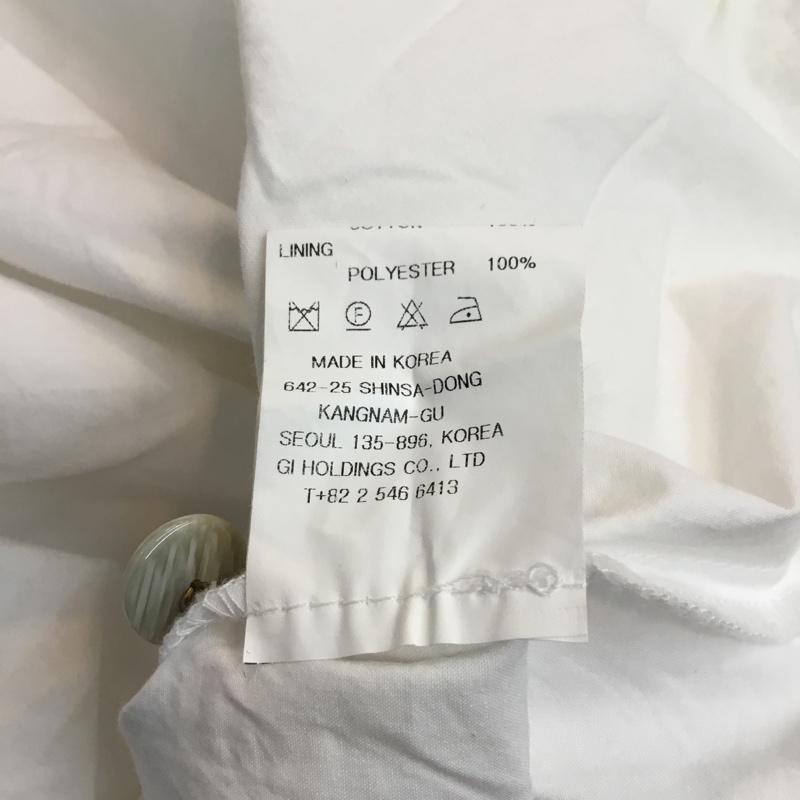 LINING
POLYESTER 100%
F
MADE IN KOREA
642-25 SHINSA-DONG
KANGNAM-GU
SEOUL 135-896, KOREA
GI HOLDINGS CO., LTD
T+82 2 546 6413